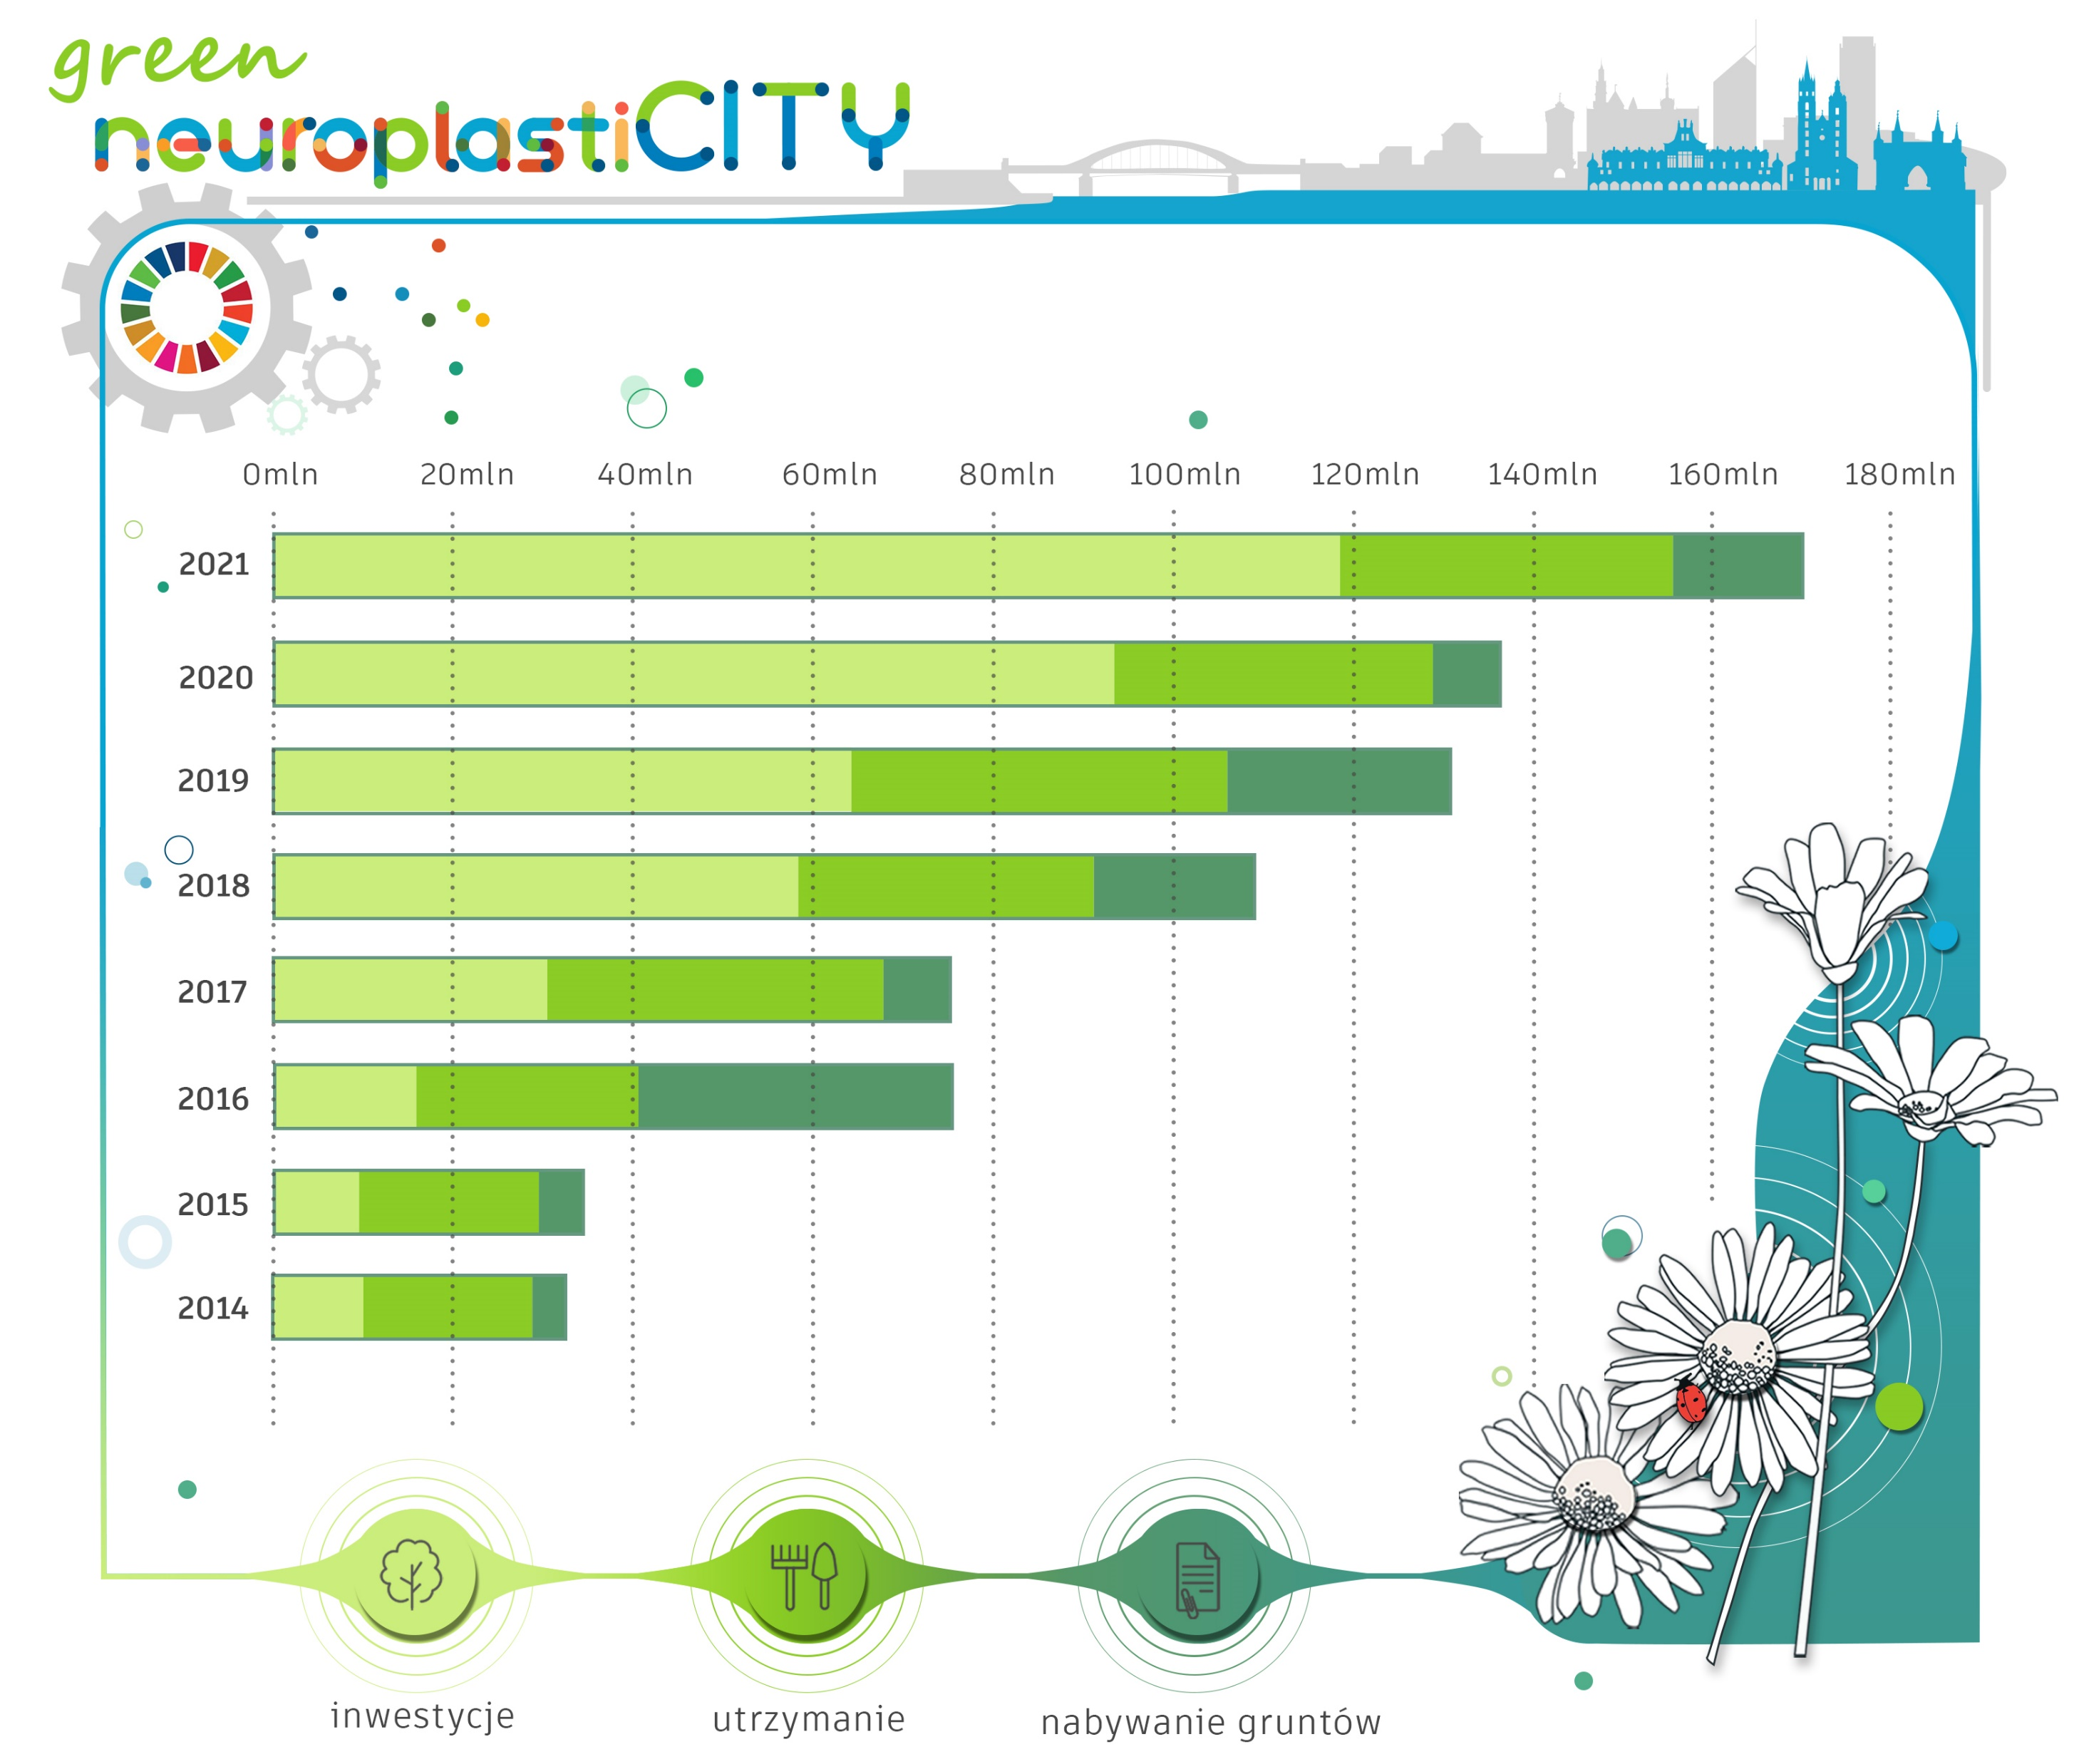 green
neuroplastiCITY
0mln 20mln 40mln 60mln 80mln 100mln 120mln 140mln 160mln 180mln
2021
2020
2019
2018
2017
2016
2015
2014
inwestycje utrzymanie nabywanie gruntów